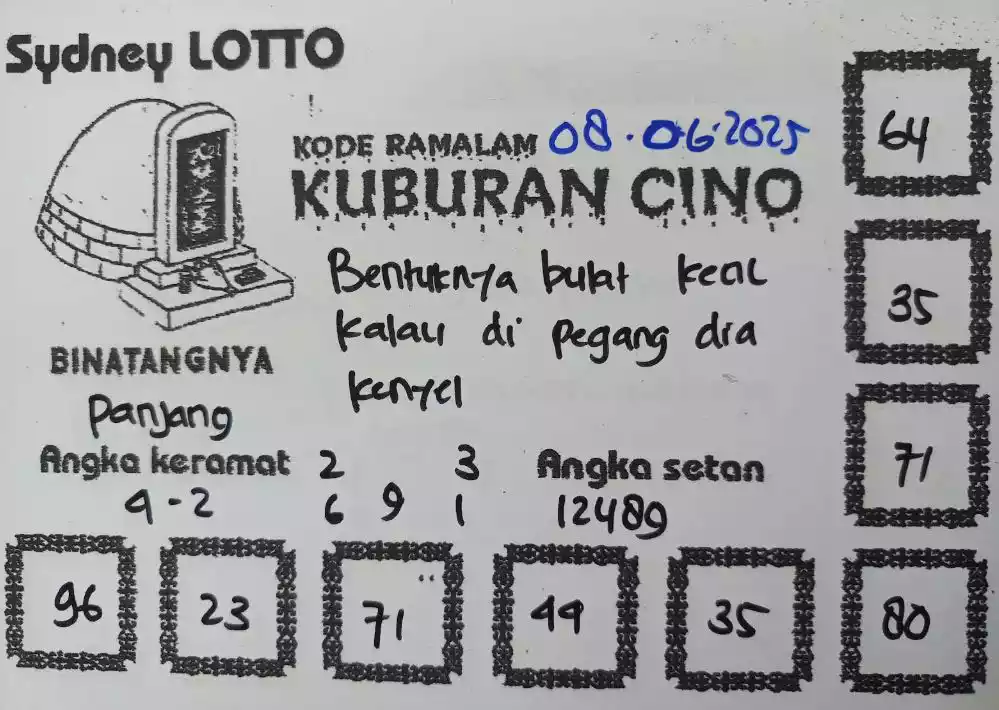 Sydney LOTTO
KODE RAMALAM 08.06.2025
KUBURAN CINO
Bentuknya bulat kecil
kalau di pegang dia
kenyel
BINATANGNYA
Panjang
Angka keramat
4-2
2 3
6 9 1
Angka setan
12489
64
35
71
96
23
71
44
35
80